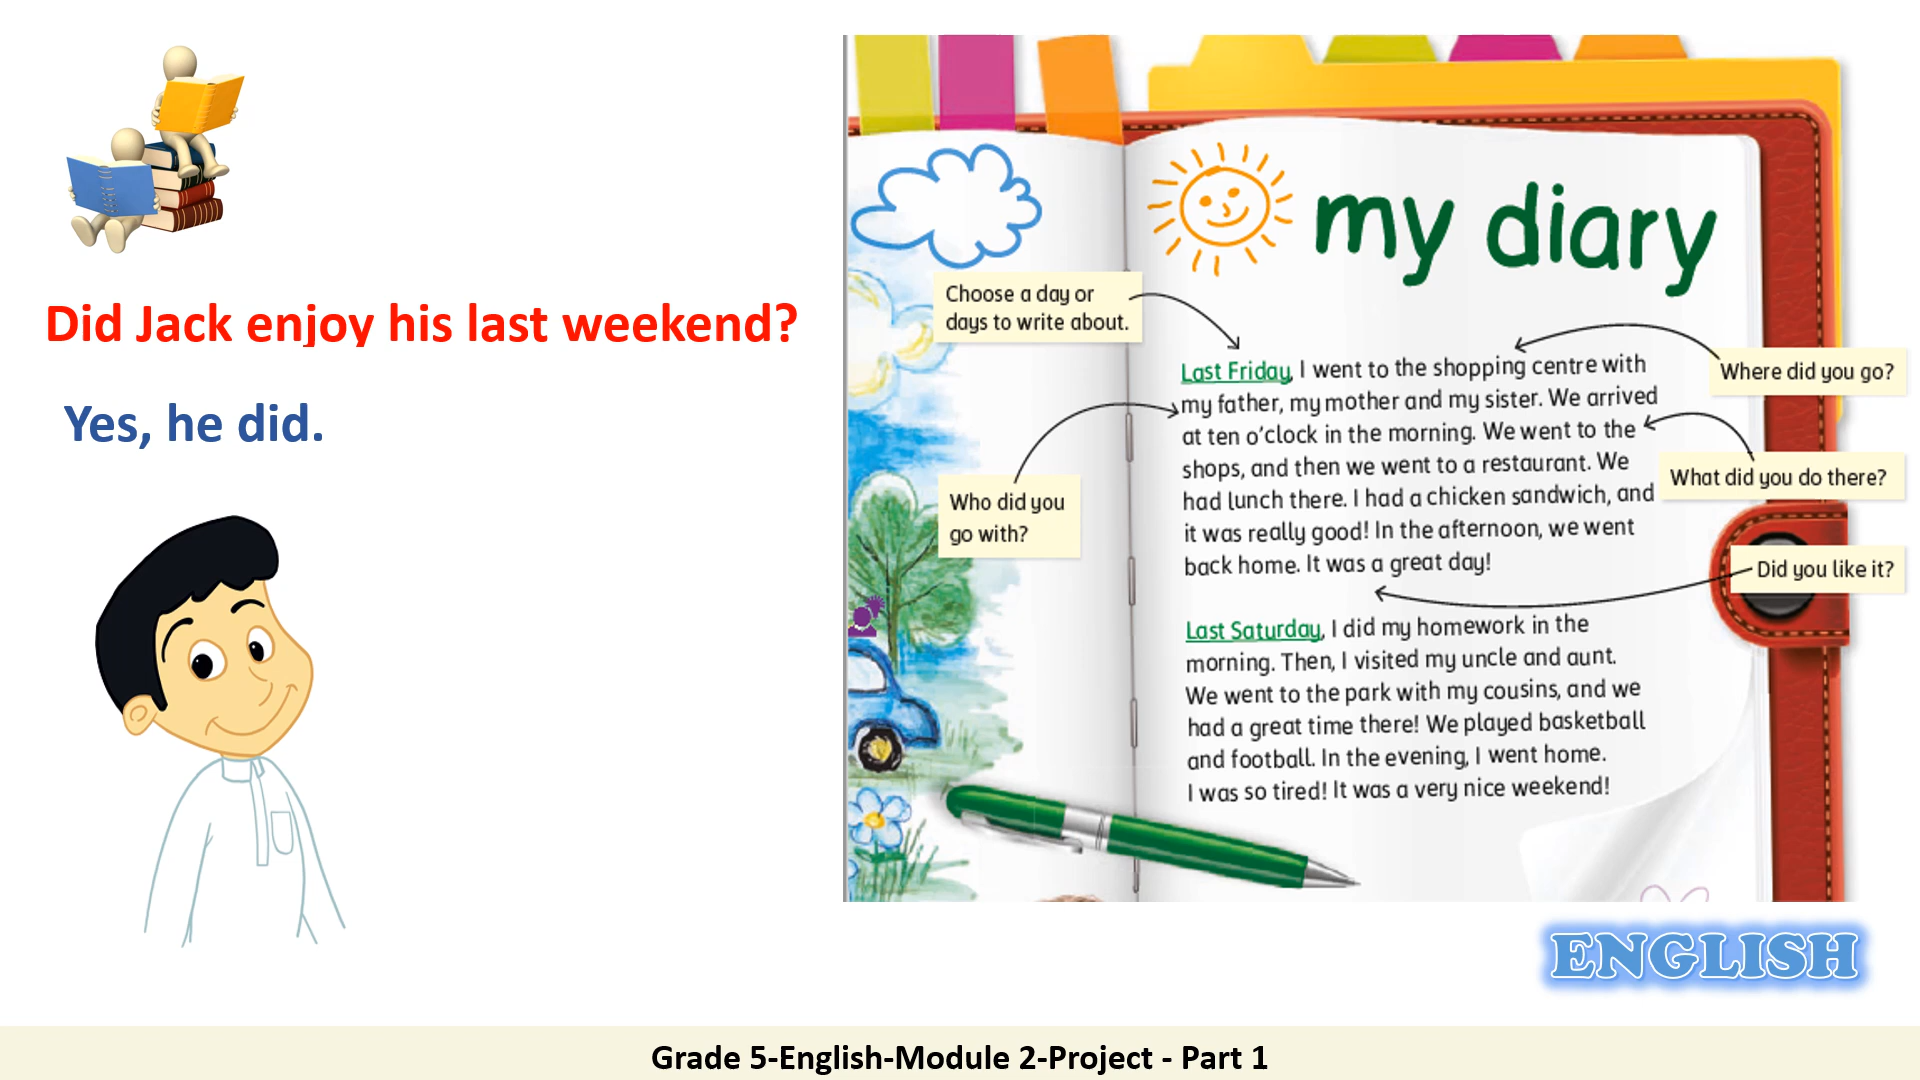 Did Jack enjoy his last weekend?
Yes, he did.
my diary
Choose a day or
days to write about.
Where did you go?
Who did you
go with?
What did you do there?
Did you like it?
Last Friday, I went to the shopping centre with
my father, my mother and my sister. We arrived
at ten o'clock in the morning. We went to the
shops, and then we went to a restaurant. We
had lunch there. I had a chicken sandwich, and
it was really good! In the afternoon, we went
back home. It was a great day!
Last Saturday, I did my homework in the
morning. Then, I visited my uncle and aunt.
We went to the park with my cousins, and we
had a great time there! We played basketball
and football. In the evening, I went home.
I was so tired! It was a very nice weekend!
ENGLISH
Grade 5-English-Module 2-Project - Part 1